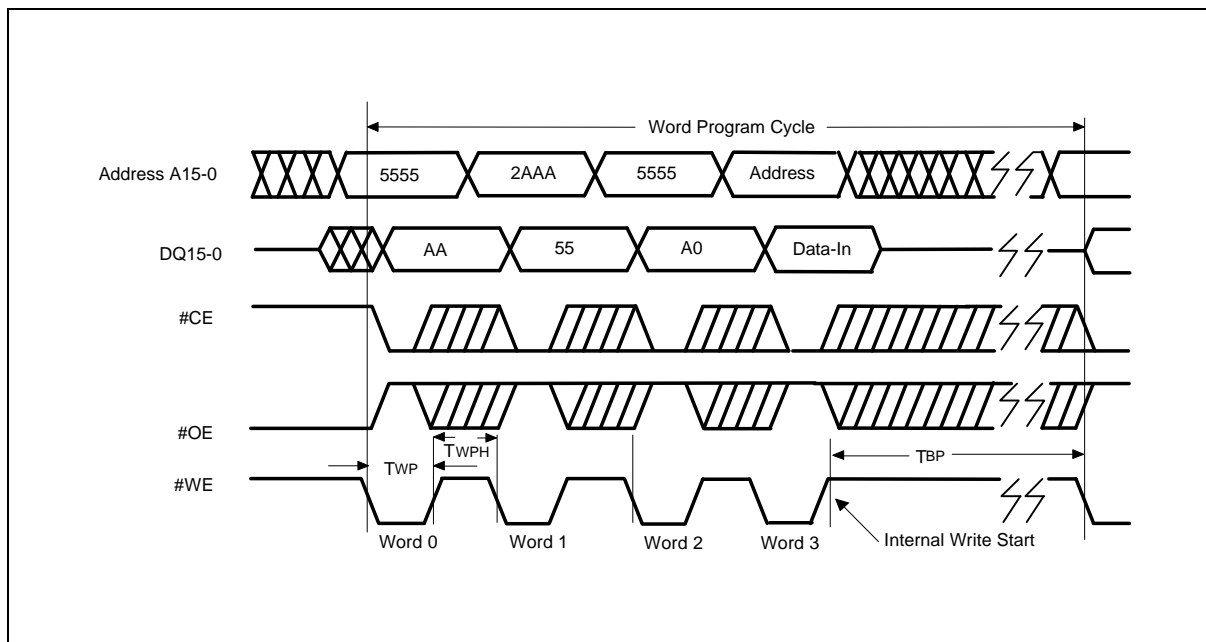 Word Program Cycle
Address A15-0
5555
2AAA
5555
Address
DQ15-0
AA
55
A0
Data-In
#CE
#OE
TWPH
TWP
TBP
#WE
Word 0
Word 1
Word 2
Word 3
Internal Write Start